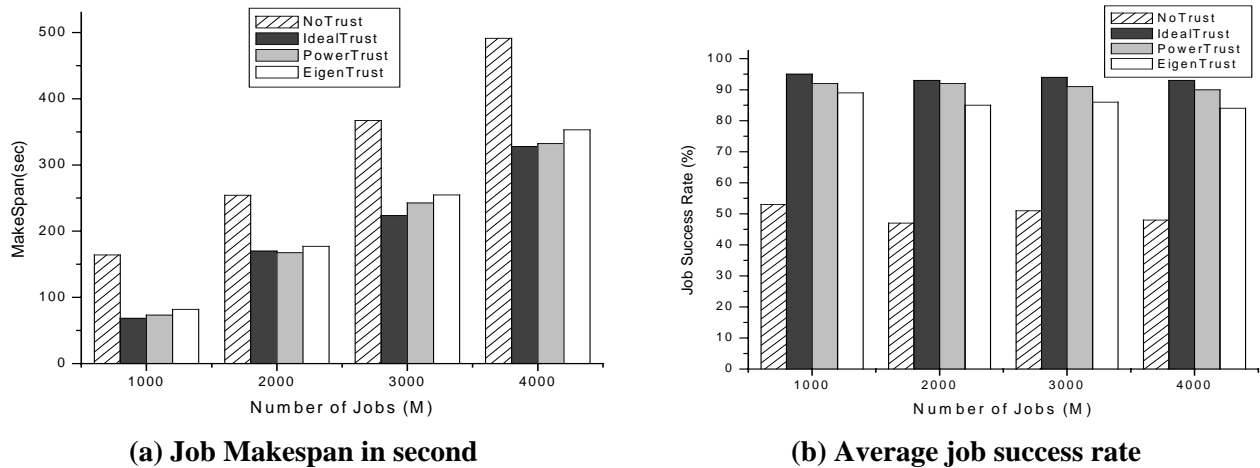 NoTrust
IdealTrust
PowerTrust
EigenTrust
MakeSpan(sec)
500
400
300
200
100
0
1000 2000 3000 4000
Number of Jobs (M)
(a) Job Makespan in second
NoTrust
IdealTrust
PowerTrust
EigenTrust
Job Success Rate (%)
100
90
80
70
60
50
40
30
20
10
0
1000 2000 3000 4000
Number of Jobs (M)
(b) Average job success rate